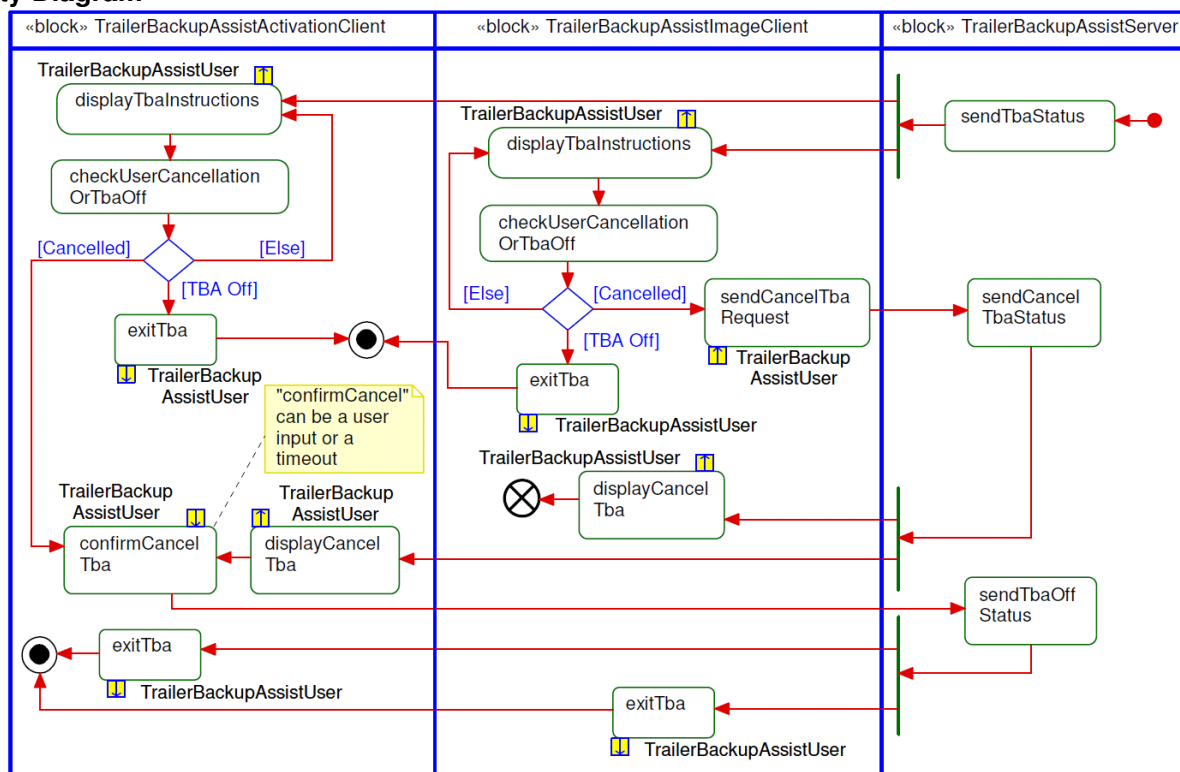 ty Diagram
«block» TrailerBackupAssistActivationClient
«block» TrailerBackupAssistImageClient
«block» TrailerBackupAssistServer
TrailerBackupAssistUser
displayTbaInstructions
checkUserCancellation
OrTbaOff
[Cancelled]
[Else]
[TBA Off]
exitTba
TrailerBackup
AssistUser
"confirmCancel"
can be a user
input or a
timeout
TrailerBackup
AssistUser
confirmCancel
Tba
TrailerBackup
AssistUser
displayCancel
Tba
exitTba
TrailerBackupAssistUser
TrailerBackupAssistUser
displayTbaInstructions
checkUserCancellation
OrTbaOff
[Else]
[Cancelled]
[TBA Off]
sendCancelTba
Request
TrailerBackup
AssistUser
exitTba
TrailerBackupAssistUser
TrailerBackupAssistUser
displayCancel
Tba
exitTba
TrailerBackupAssistUser
sendTbaStatus
sendCancel
TbaStatus
sendTbaOff
Status